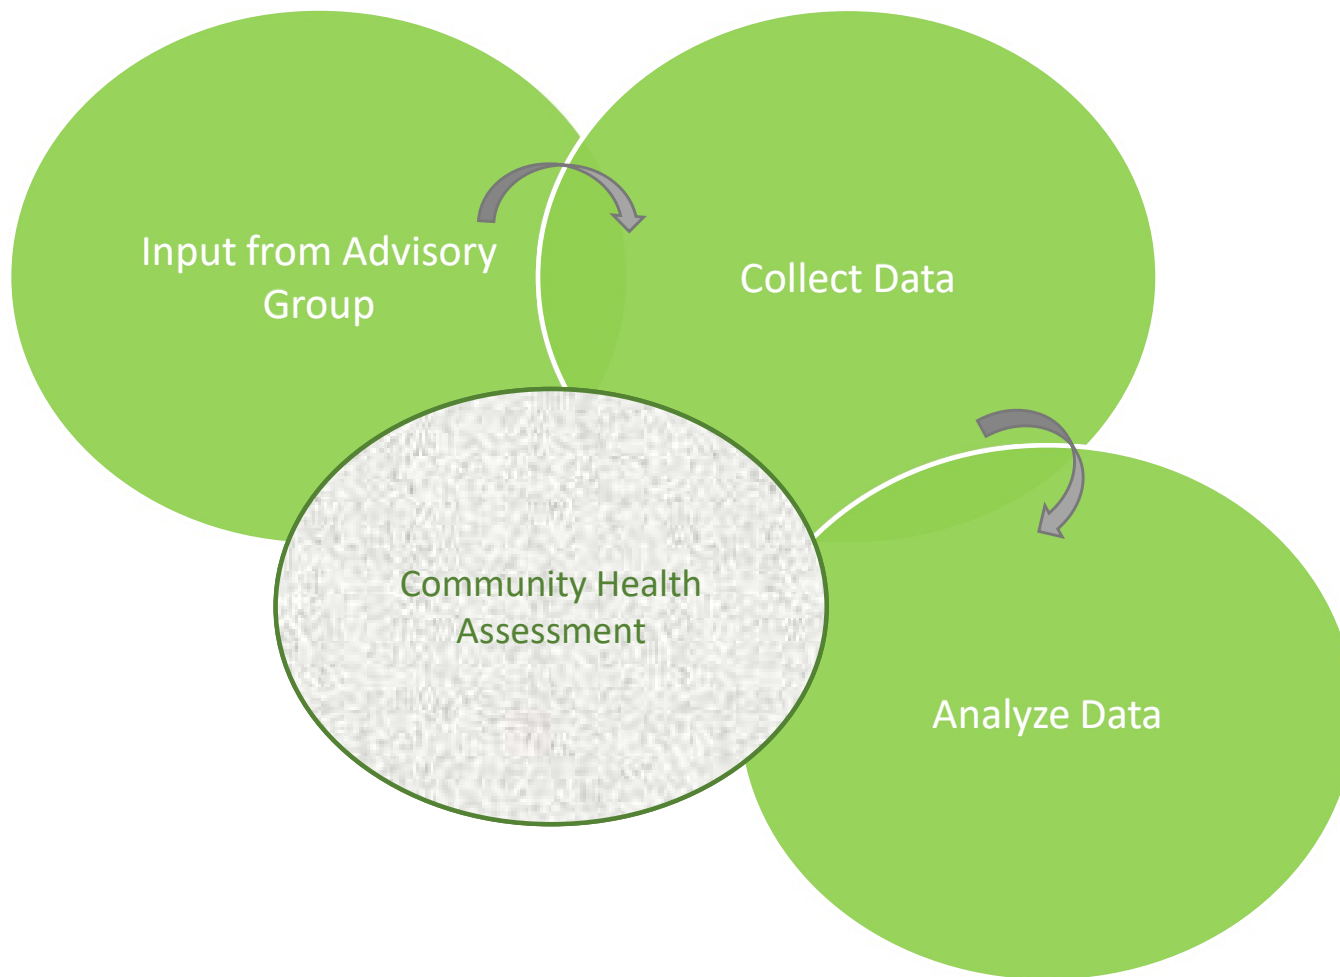 Input from Advisory
Group
Collect Data
Community Health
Assessment
Analyze Data